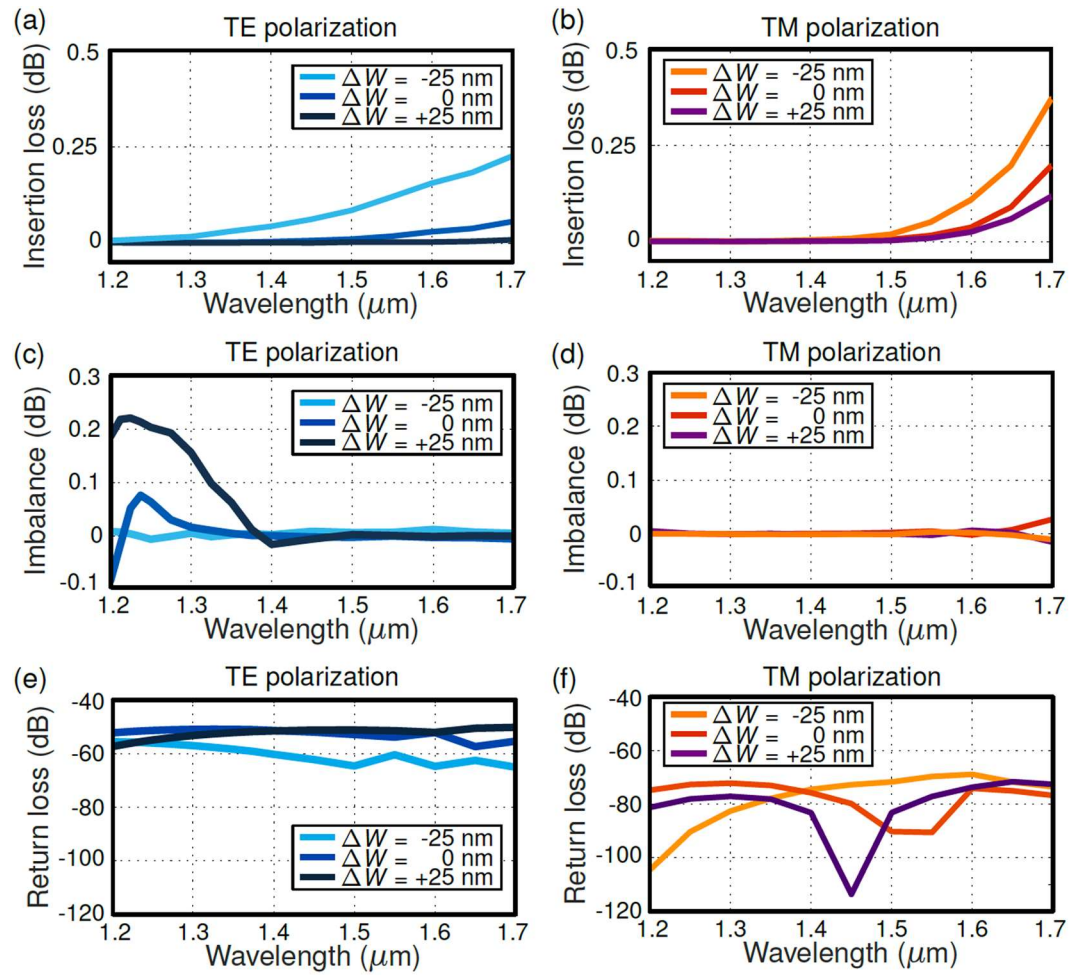 (a)
TE polarization
Insertion loss (dB)
0.5
0.25
0
ΔW = -25 nm
ΔW = 0 nm
ΔW = +25 nm
1.2 1.3 1.4 1.5 1.6 1.7
Wavelength (μm)
(b)
TM polarization
Insertion loss (dB)
0.5
0.25
0
ΔW = -25 nm
ΔW = 0 nm
ΔW = +25 nm
1.2 1.3 1.4 1.5 1.6 1.7
Wavelength (μm)
(c)
TE polarization
Imbalance (dB)
0.3
0.2
0.1
0
-0.1
ΔW = -25 nm
ΔW = 0 nm
ΔW = +25 nm
1.2 1.3 1.4 1.5 1.6 1.7
Wavelength (μm)
(d)
TM polarization
Imbalance (dB)
0.3
0.2
0.1
0
-0.1
ΔW = -25 nm
ΔW = 0 nm
ΔW = +25 nm
1.2 1.3 1.4 1.5 1.6 1.7
Wavelength (μm)
(e)
TE polarization
Return loss (dB)
-40
-60
-80
-100
-120
ΔW = -25 nm
ΔW = 0 nm
ΔW = +25 nm
1.2 1.3 1.4 1.5 1.6 1.7
Wavelength (μm)
(f)
TM polarization
Return loss (dB)
-40
-60
-80
-100
-120
ΔW = -25 nm
ΔW = 0 nm
ΔW = +25 nm
1.2 1.3 1.4 1.5 1.6 1.7
Wavelength (μm)